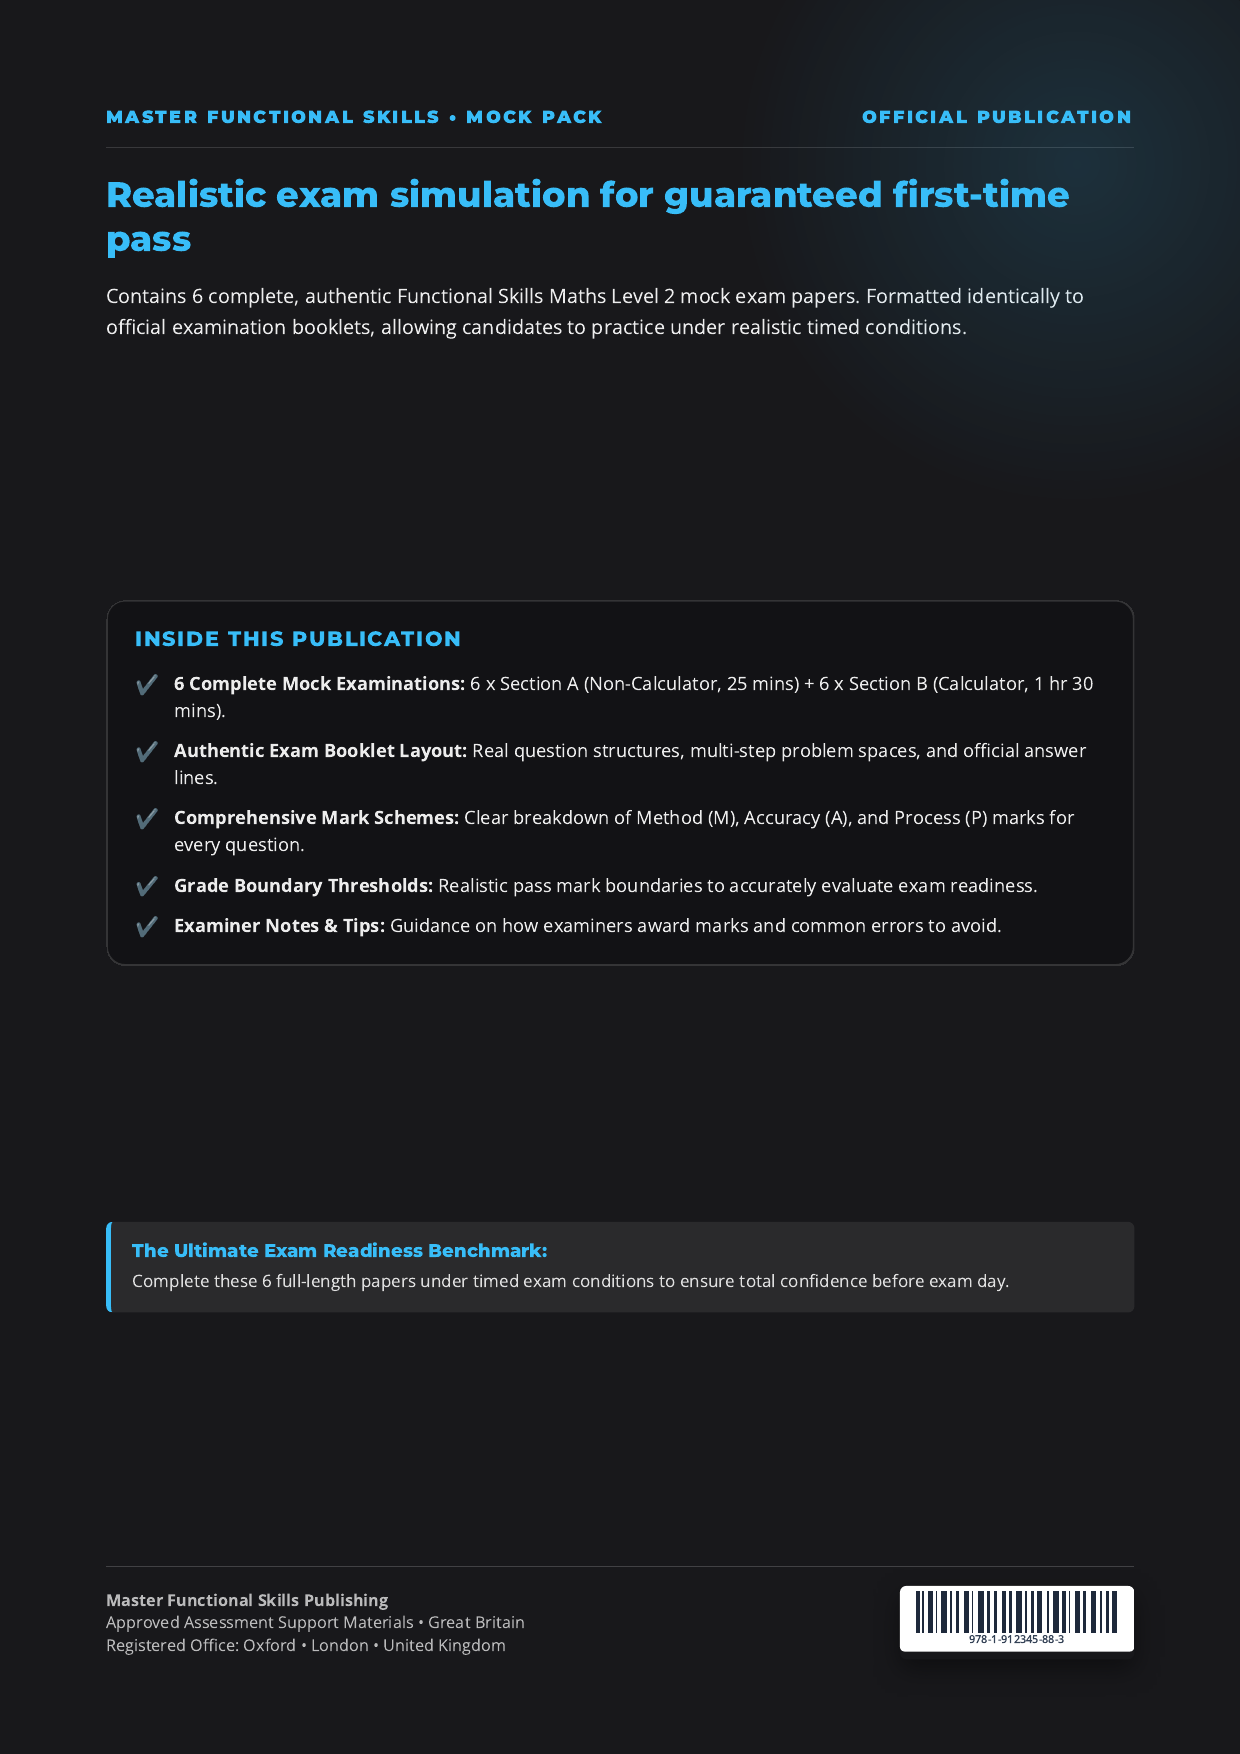 MASTER FUNCTIONAL SKILLS • MOCK PACK
OFFICIAL PUBLICATION
Realistic exam simulation for guaranteed first-time
pass
Contains 6 complete, authentic Functional Skills Maths Level 2 mock exam papers. Formatted identically to
official examination booklets, allowing candidates to practice under realistic timed conditions.
INSIDE THIS PUBLICATION
✔ 6 Complete Mock Examinations: 6 x Section A (Non-Calculator, 25 mins) + 6 x Section B (Calculator, 1 hr 30
mins).
✔ Authentic Exam Booklet Layout: Real question structures, multi-step problem spaces, and official answer
lines.
✔ Comprehensive Mark Schemes: Clear breakdown of Method (M), Accuracy (A), and Process (P) marks for
every question.
✔ Grade Boundary Thresholds: Realistic pass mark boundaries to accurately evaluate exam readiness.
✔ Examiner Notes & Tips: Guidance on how examiners award marks and common errors to avoid.
The Ultimate Exam Readiness Benchmark:
Complete these 6 full-length papers under timed exam conditions to ensure total confidence before exam day.
Master Functional Skills Publishing
Approved Assessment Support Materials • Great Britain
Registered Office: Oxford • London • United Kingdom
978-1-912345-88-3